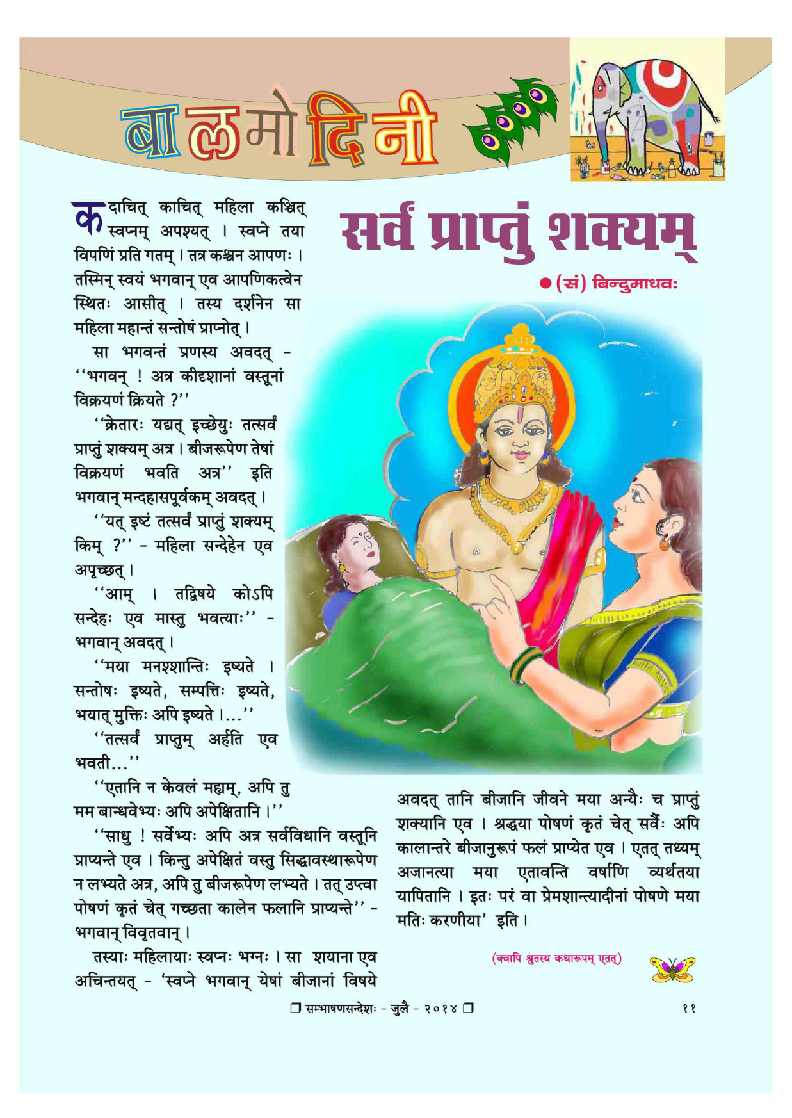 बालमोदिनी
सर्वं प्राप्तुं शक्यम्
● (सं) बिन्दुमाधवः
कदाचित् काचित् महिला कञ्चित्
स्वप्नम् अपश्यत् । स्वप्ने तया
विपणिं प्रति गतम् । तत्र कश्चन आपणः ।
तस्मिन् स्वयं भगवान् एव आपणिकत्वेन
स्थितः आसीत् । तस्य दर्शनेन सा
महिला महान्तं सन्तोषं प्राप्नोत् ।
सा भगवन्तं प्रणस्य अवदत् –
‘‘भगवन् ! अत्र कीदृशानां वस्तूनां
विक्रयणं क्रियते ?’’
‘‘क्रेतारः यद्यत् इच्छेयुः तत्सर्वं
प्राप्तुं शक्यम् अत्र । बीजरूपेण तेषां
विक्रयणं भवति अत्र’’ इति
भगवान् मन्दहासपूर्वकम् अवदत् ।
‘‘यत् इष्टं तत्सर्वं प्राप्तुं शक्यम्
किम् ?’’ – महिला सन्देहेन एव
अपृच्छत् ।
‘‘आम् । तद्विषये कोऽपि
सन्देहः एव मास्तु भवत्याः’’ –
भगवान् अवदत् ।
‘‘मया मनश्शान्तिः इष्यते ।
सन्तोषः इष्यते, सम्पत्तिः इष्यते,
भयात् मुक्तिः अपि इष्यते ।...’’
‘‘तत्सर्वं प्राप्तुम् अर्हति एव
भवती...’’
‘‘एतानि न केवलं मह्यम्, अपि तु
मम बान्धवेभ्यः अपि अपेक्षितानि ।’’
‘‘साधु ! सर्वेभ्यः अपि अत्र सर्वविधानि वस्तूनि
प्राप्यन्ते एव । किन्तु अपेक्षितं वस्तु सिद्धावस्थारूपेण
न लभ्यते अत्र, अपि तु बीजरूपेण लभ्यते । तत् उप्त्वा
पोषणं कृतं चेत् गच्छता कालेन फलानि प्राप्यन्ते’’ –
भगवान् विवृतवान् ।
तस्याः महिलायाः स्वप्नः भग्नः । सा शयाना एव
अचिन्तयत् – ‘स्वप्ने भगवान् येषां बीजानां विषये
अवदत् तानि बीजानि जीवने मया अन्यैः च प्राप्तुं
शक्यानि एव । श्रद्धया पोषणं कृतं चेत् सर्वैः अपि
कालान्तरे बीजानुरूपं फलं प्राप्येत एव । एतत् तथ्यम्
अजानत्या मया एतावन्ति वर्षाणि व्यर्थतया
यापितानि । इतः परं वा प्रेमशान्त्यादीनां पोषणे मया
मतिः करणीया’ इति ।
(क्वापि श्रुतस्य कथारूपम् एतत्)
❒ सम्भाषणसन्देशः – जुलै – २०१४ ❒
११